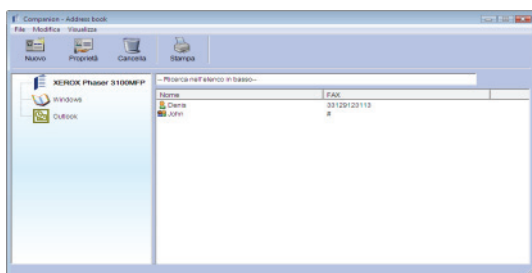 Companion - Address book
File Modifica Visualizza
Nuovo Proprietà Cancella Stampa
XEROX Phaser 3100MFP
Windows
Outlook
-- Ricerca nell'elenco in basso--
Nome FAX
Denis 33129123113
John #